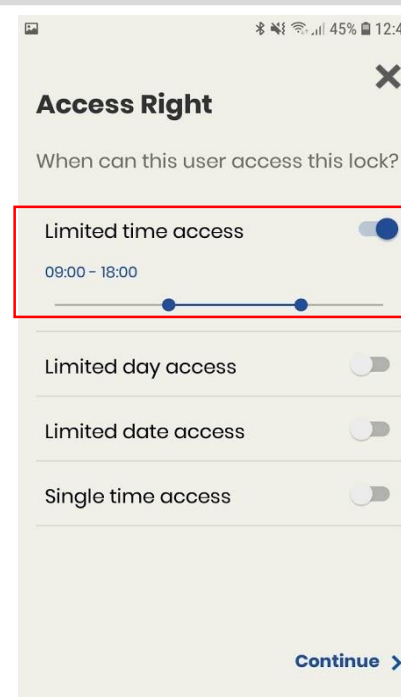 45% 12:4
Access Right
When can this user access this lock?
Limited time access
09:00 - 18:00
Limited day access
Limited date access
Single time access
Continue